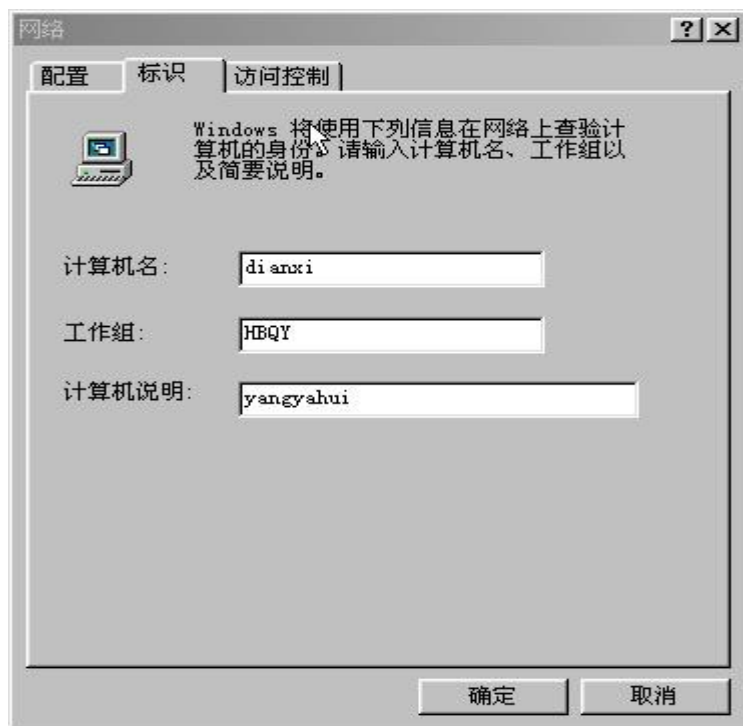 网络
配置 标识 访问控制
Windows 将使用下列信息在网络上查验计
算机的身份。请输入计算机名、工作组以
及简要说明。
计算机名: dianxi
工作组: HBQY
计算机说明: yangyahui
确定 取消